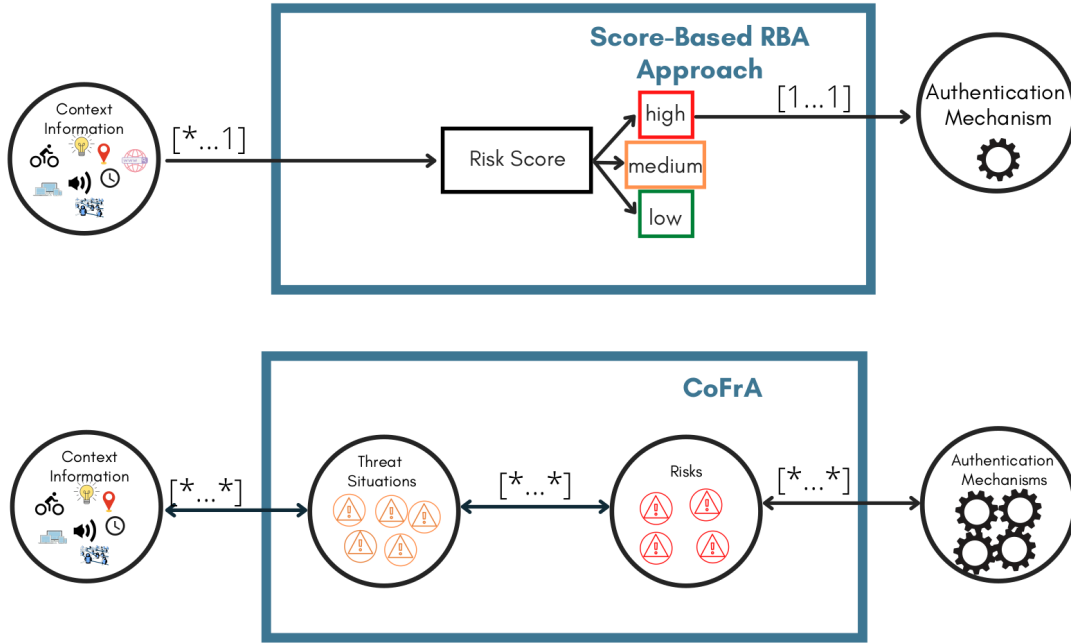 Score-Based RBA
Approach
Context
Information
[*...1]
Risk Score
high
medium
low
[1...1]
Authentication
Mechanism
CoFrA
Context
Information
[*...*]
Threat
Situations
[*...*]
Risks
[*...*]
Authentication
Mechanisms